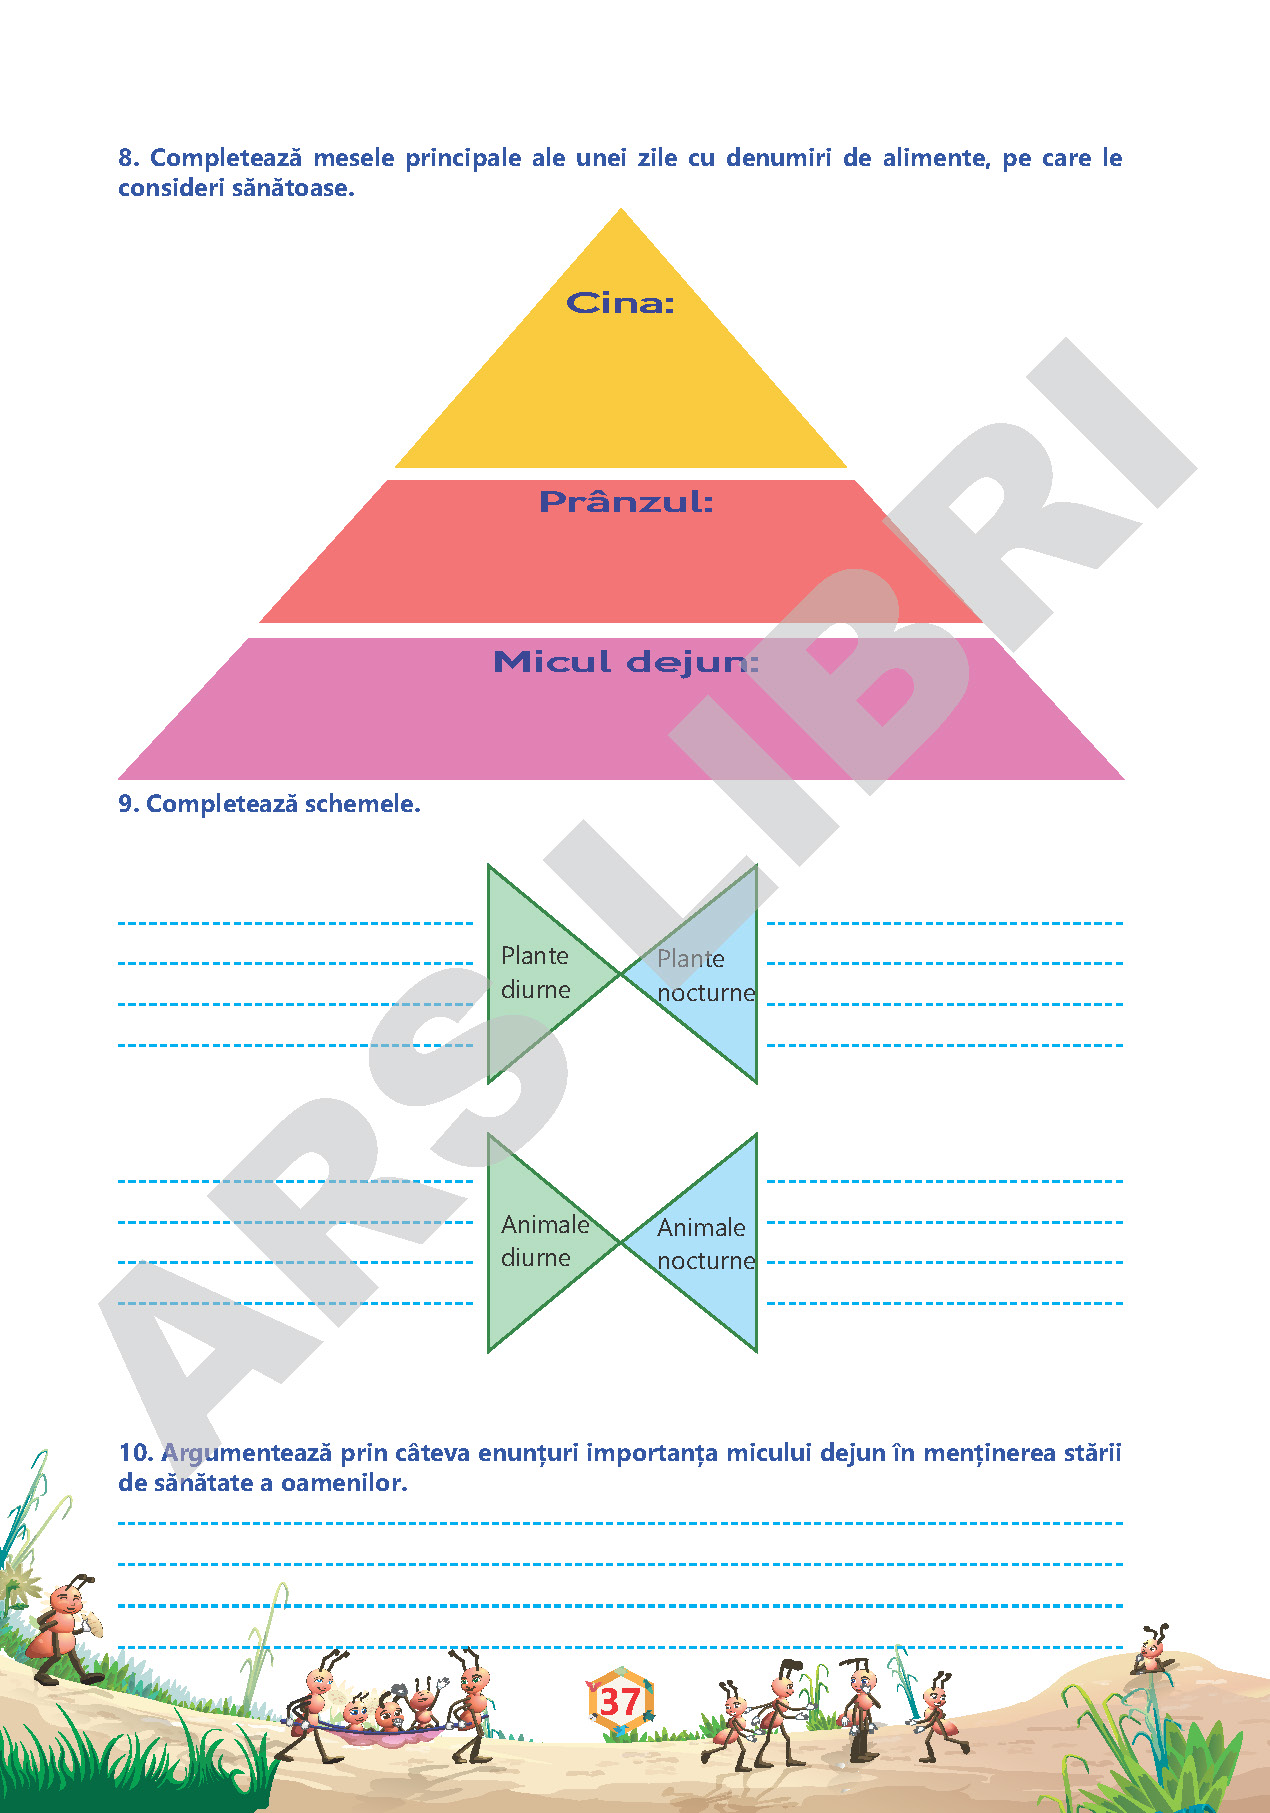 8. Completează mesele principale ale unei zile cu denumiri de alimente, pe care le
consideri sănătoase.
Cina:
Prânzul:
Micul dejun:
9. Completează schemele.
Plante
diurne
Plante
nocturne
Animale
diurne
Animale
nocturne
10. Argumentează prin câteva enunțuri importanța micului dejun în menținerea stării
de sănătate a oamenilor.
37
ARS LIBRI